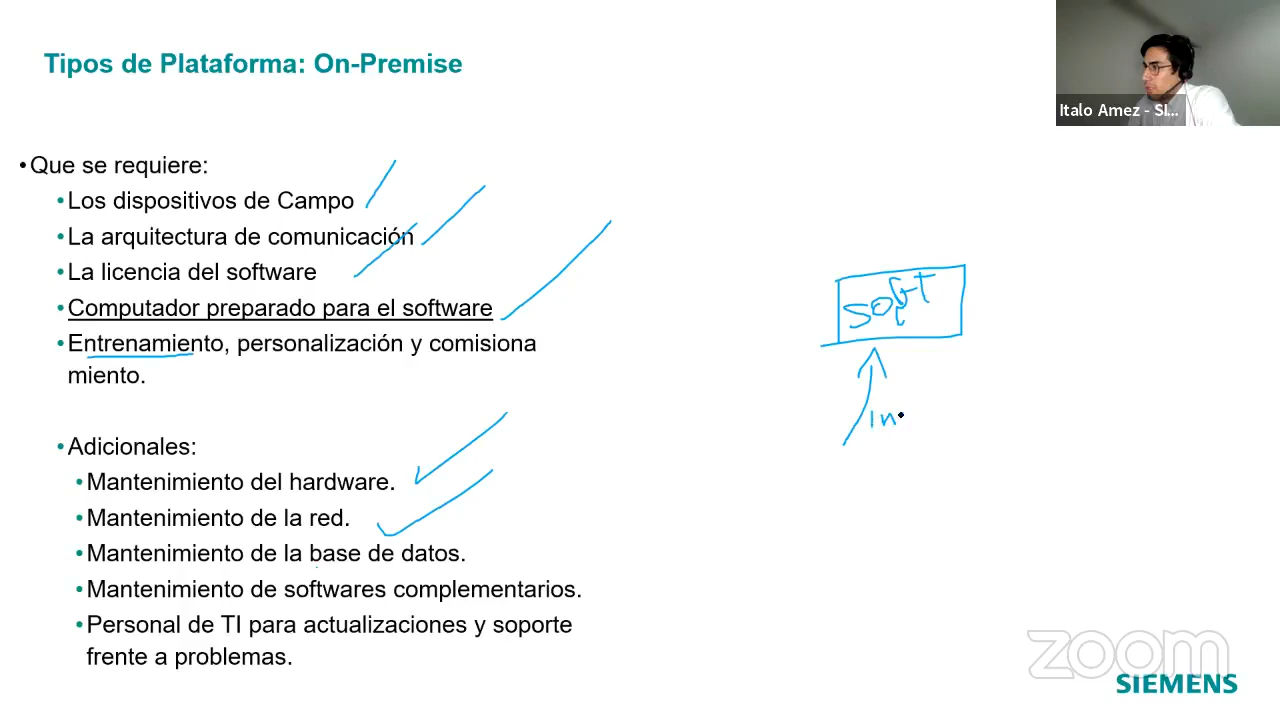 Tipos de Plataforma: On-Premise
Italo Amez - SI...
•Que se requiere:
•Los dispositivos de Campo
•La arquitectura de comunicación
•La licencia del software
•Computador preparado para el software
•Entrenamiento, personalización y comisiona
miento.
soft
In
•Adicionales:
•Mantenimiento del hardware.
•Mantenimiento de la red.
•Mantenimiento de la base de datos.
•Mantenimiento de softwares complementarios.
•Personal de TI para actualizaciones y soporte
frente a problemas.
zoom
SIEMENS